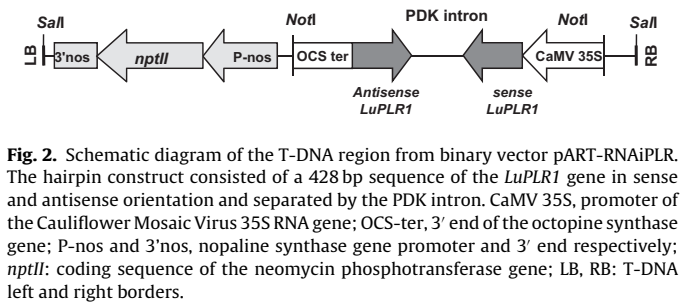 SalI NotI PDK intron NotI SalI
LB 3'nos nptII P-nos OCS ter CaMV 35S RB
Antisense sense
LuPLR1 LuPLR1
Fig. 2. Schematic diagram of the T-DNA region from binary vector pART-RNAiPLR.
The hairpin construct consisted of a 428 bp sequence of the LuPLR1 gene in sense
and antisense orientation and separated by the PDK intron. CaMV 35S, promoter of
the Cauliflower Mosaic Virus 35S RNA gene; OCS-ter, 3′ end of the octopine synthase
gene; P-nos and 3'nos, nopaline synthase gene promoter and 3′ end respectively;
nptII: coding sequence of the neomycin phosphotransferase gene; LB, RB: T-DNA
left and right borders.